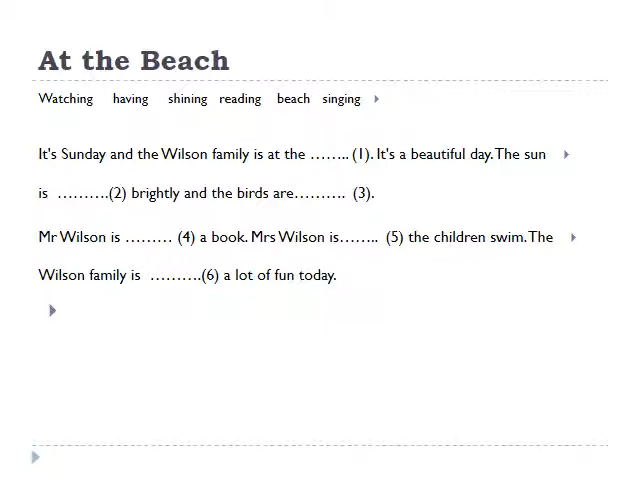 At the Beach
Watching having shining reading beach singing
It's Sunday and the Wilson family is at the …….. (1). It's a beautiful day. The sun
is ……….(2) brightly and the birds are………. (3).
Mr Wilson is ……… (4) a book. Mrs Wilson is…….. (5) the children swim. The
Wilson family is ……….(6) a lot of fun today.